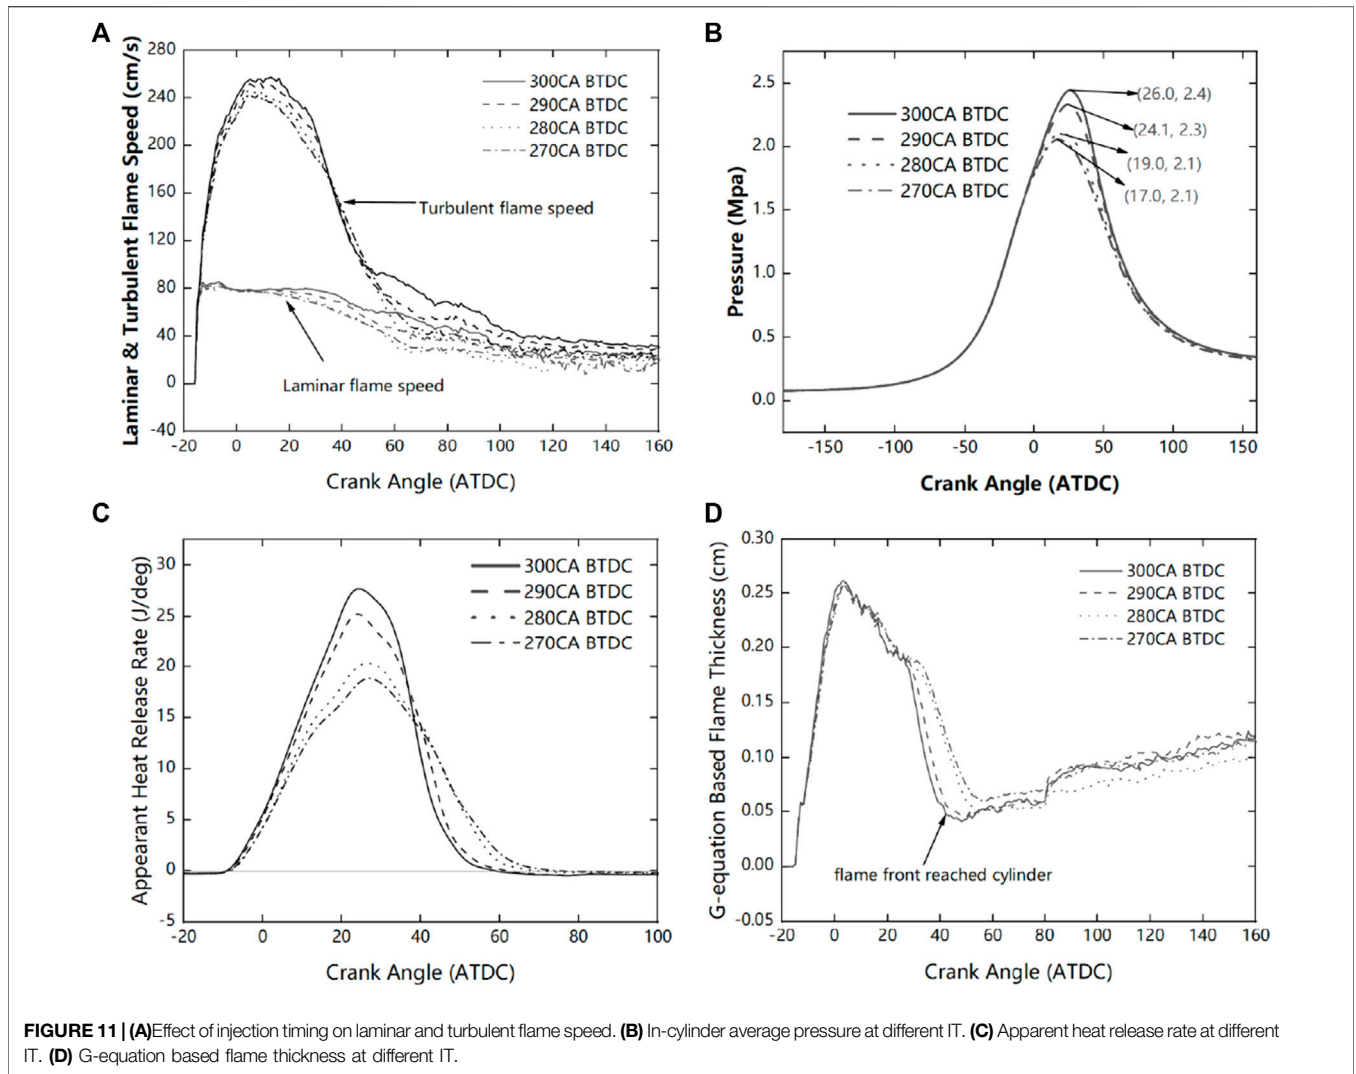 A
Laminar & Turbulent Flame Speed (cm/s)
280
240
200
160
120
80
40
0
-40
300CA BTDC
290CA BTDC
280CA BTDC
270CA BTDC
Turbulent flame speed
Laminar flame speed
-20 0 20 40 60 80 100 120 140 160
Crank Angle (ATDC)
B
Pressure (Mpa)
2.5
2.0
1.5
1.0
0.5
0.0
300CA BTDC
290CA BTDC
280CA BTDC
270CA BTDC
(26.0, 2.4)
(24.1, 2.3)
(19.0, 2.1)
(17.0, 2.1)
-150 -100 -50 0 50 100 150
Crank Angle (ATDC)
C
Appearant Heat Release Rate (J/deg)
30
25
20
15
10
5
0
-5
300CA BTDC
290CA BTDC
280CA BTDC
270CA BTDC
-20 0 20 40 60 80 100
Crank Angle (ATDC)
D
G-equation Based Flame Thickness (cm)
0.30
0.25
0.20
0.15
0.10
0.05
0.00
-0.05
300CA BTDC
290CA BTDC
280CA BTDC
270CA BTDC
flame front reached cylinder
-20 0 20 40 60 80 100 120 140 160
Crank Angle (ATDC)
FIGURE 11 | (A)Effect of injection timing on laminar and turbulent flame speed. (B) In-cylinder average pressure at different IT. (C) Apparent heat release rate at different
IT. (D) G-equation based flame thickness at different IT.